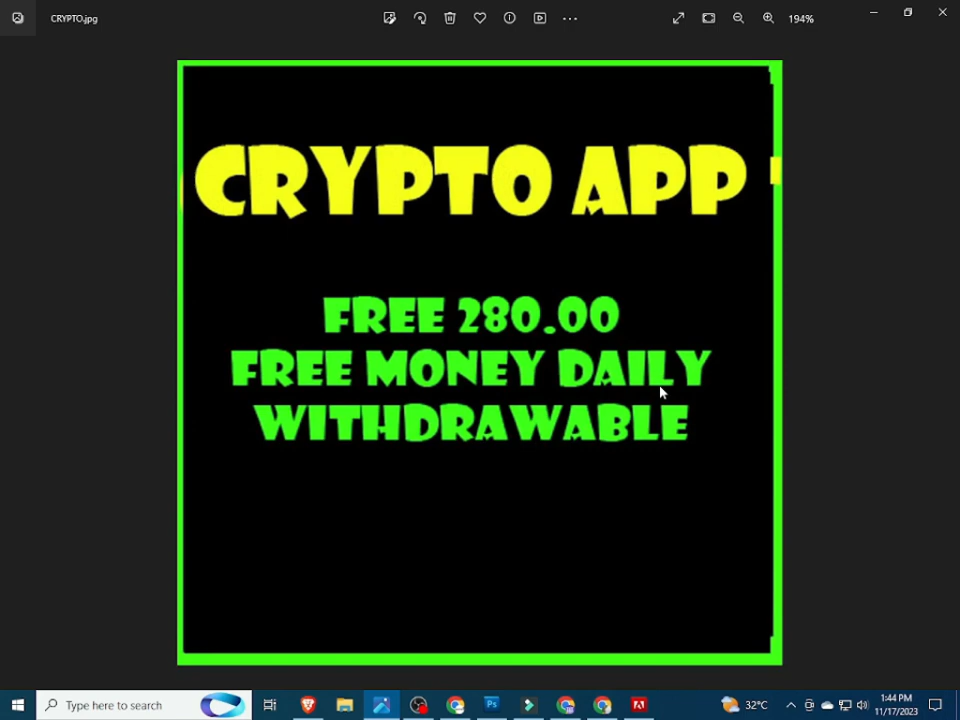 CRYPTO.jpg
194%
CRYPTO APP
FREE 280.00
FREE MONEY DAILY
WITHDRAWABLE
Type here to search
Ps
32°C
1:44 PM
11/17/2023